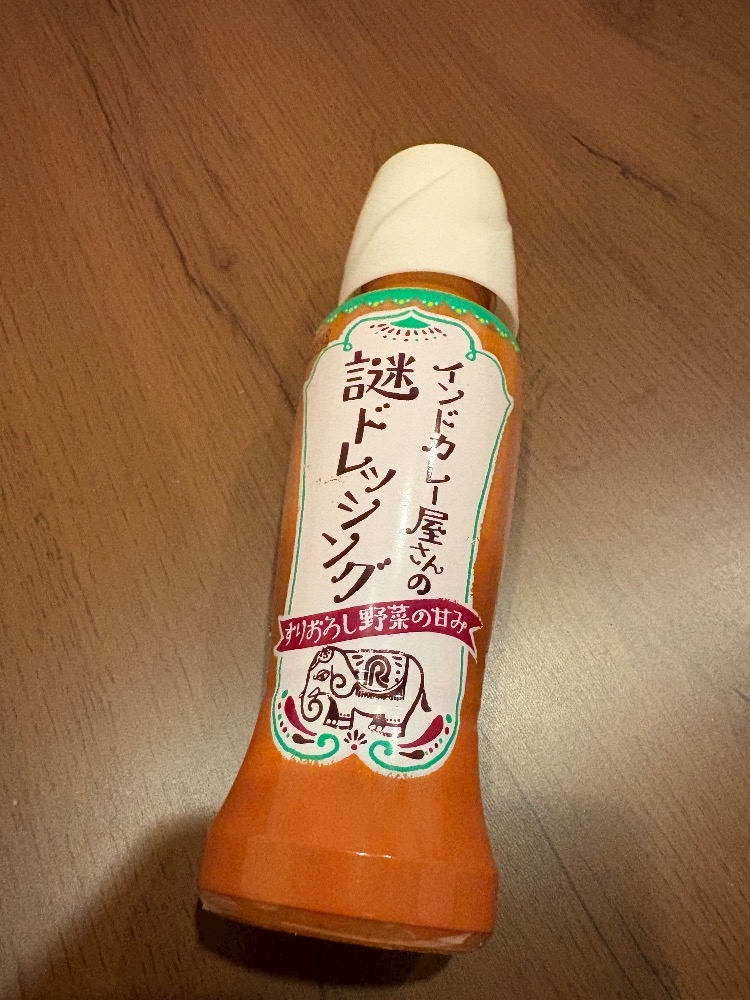 インドカレー屋さんの
謎ドレッシング
すりおろし野菜の甘み
R